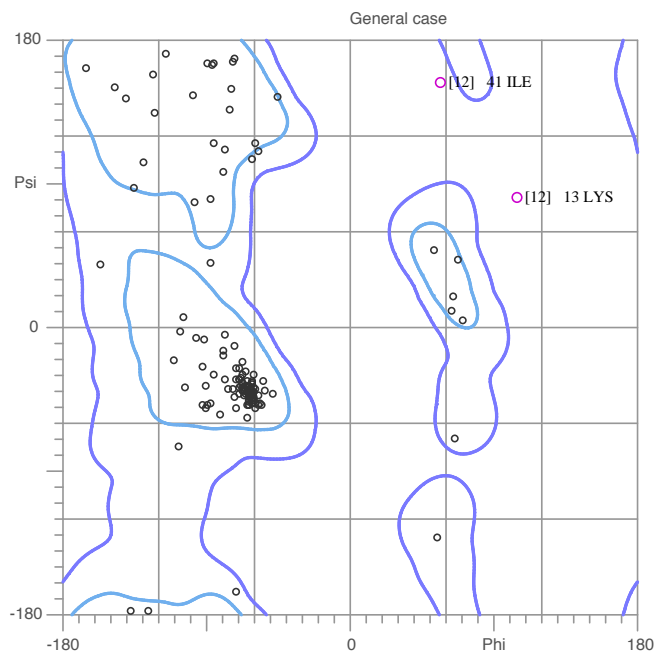 General case
180
[12] 41 ILE
Psi
[12] 13 LYS
0
-180
-180 0 Phi 180